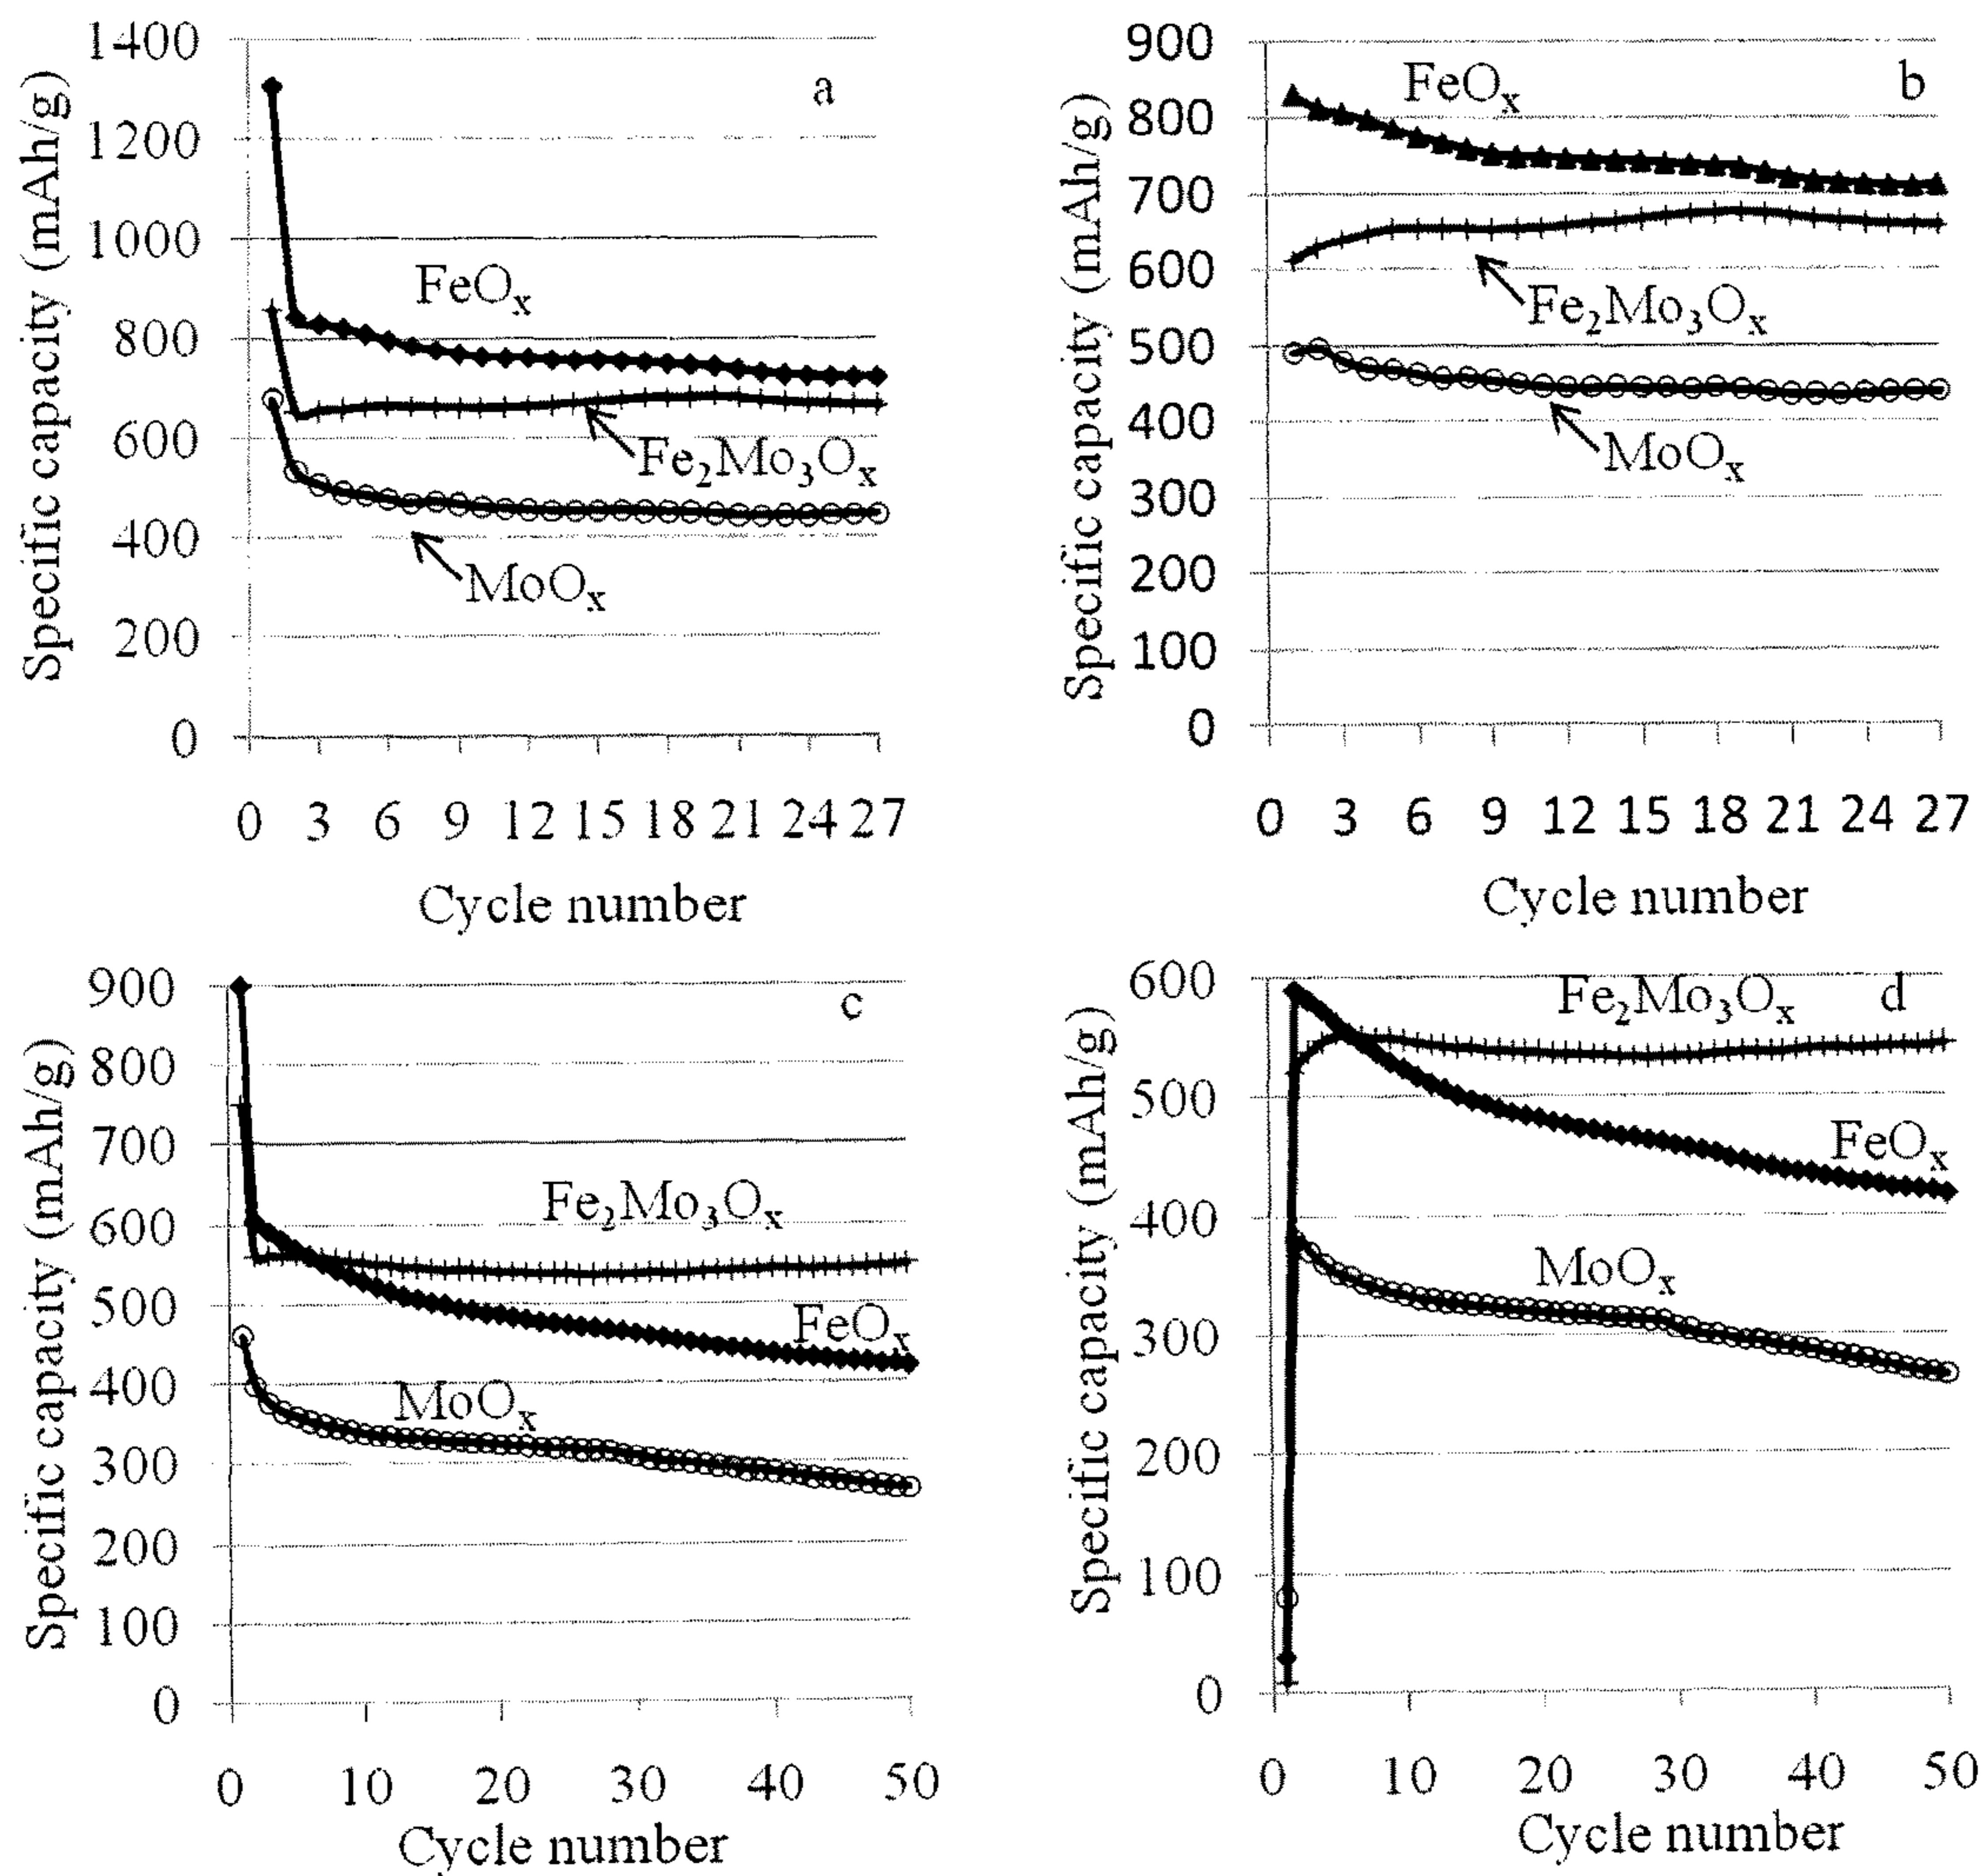 a
Specific capacity (mAh/g)
1400
1200
1000
800
600
400
200
0
FeOₓ
Fe₂Mo₃Oₓ
MoOₓ
0 3 6 9 12 15 18 21 24 27
Cycle number
b
Specific capacity (mAh/g)
900
800
700
600
500
400
300
200
100
0
FeOₓ
Fe₂Mo₃Oₓ
MoOₓ
0 3 6 9 12 15 18 21 24 27
Cycle number
c
Specific capacity (mAh/g)
900
800
700
600
500
400
300
200
100
0
Fe₂Mo₃Oₓ
FeOₓ
MoOₓ
0 10 20 30 40 50
Cycle number
d
Specific capacity (mAh/g)
600
500
400
300
200
100
0
Fe₂Mo₃Oₓ
FeOₓ
MoOₓ
0 10 20 30 40 50
Cycle number